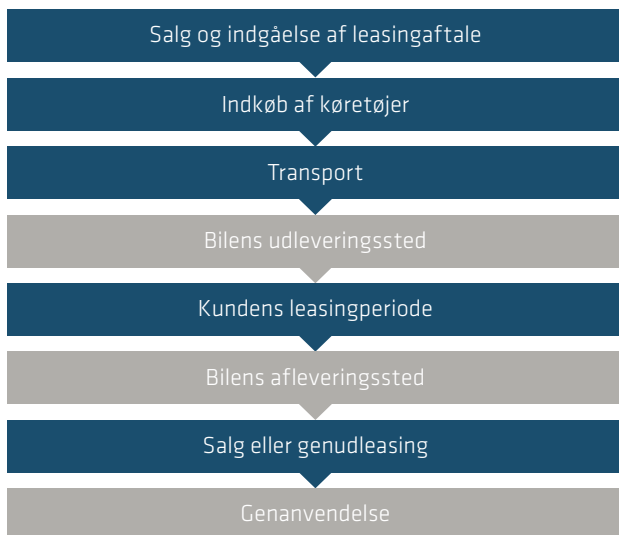 Salg og indgåelse af leasingaftale
Indkøb af køretøjer
Transport
Bilens udleveringssted
Kundens leasingperiode
Bilens afleveringssted
Salg eller genudleasing
Genanvendelse